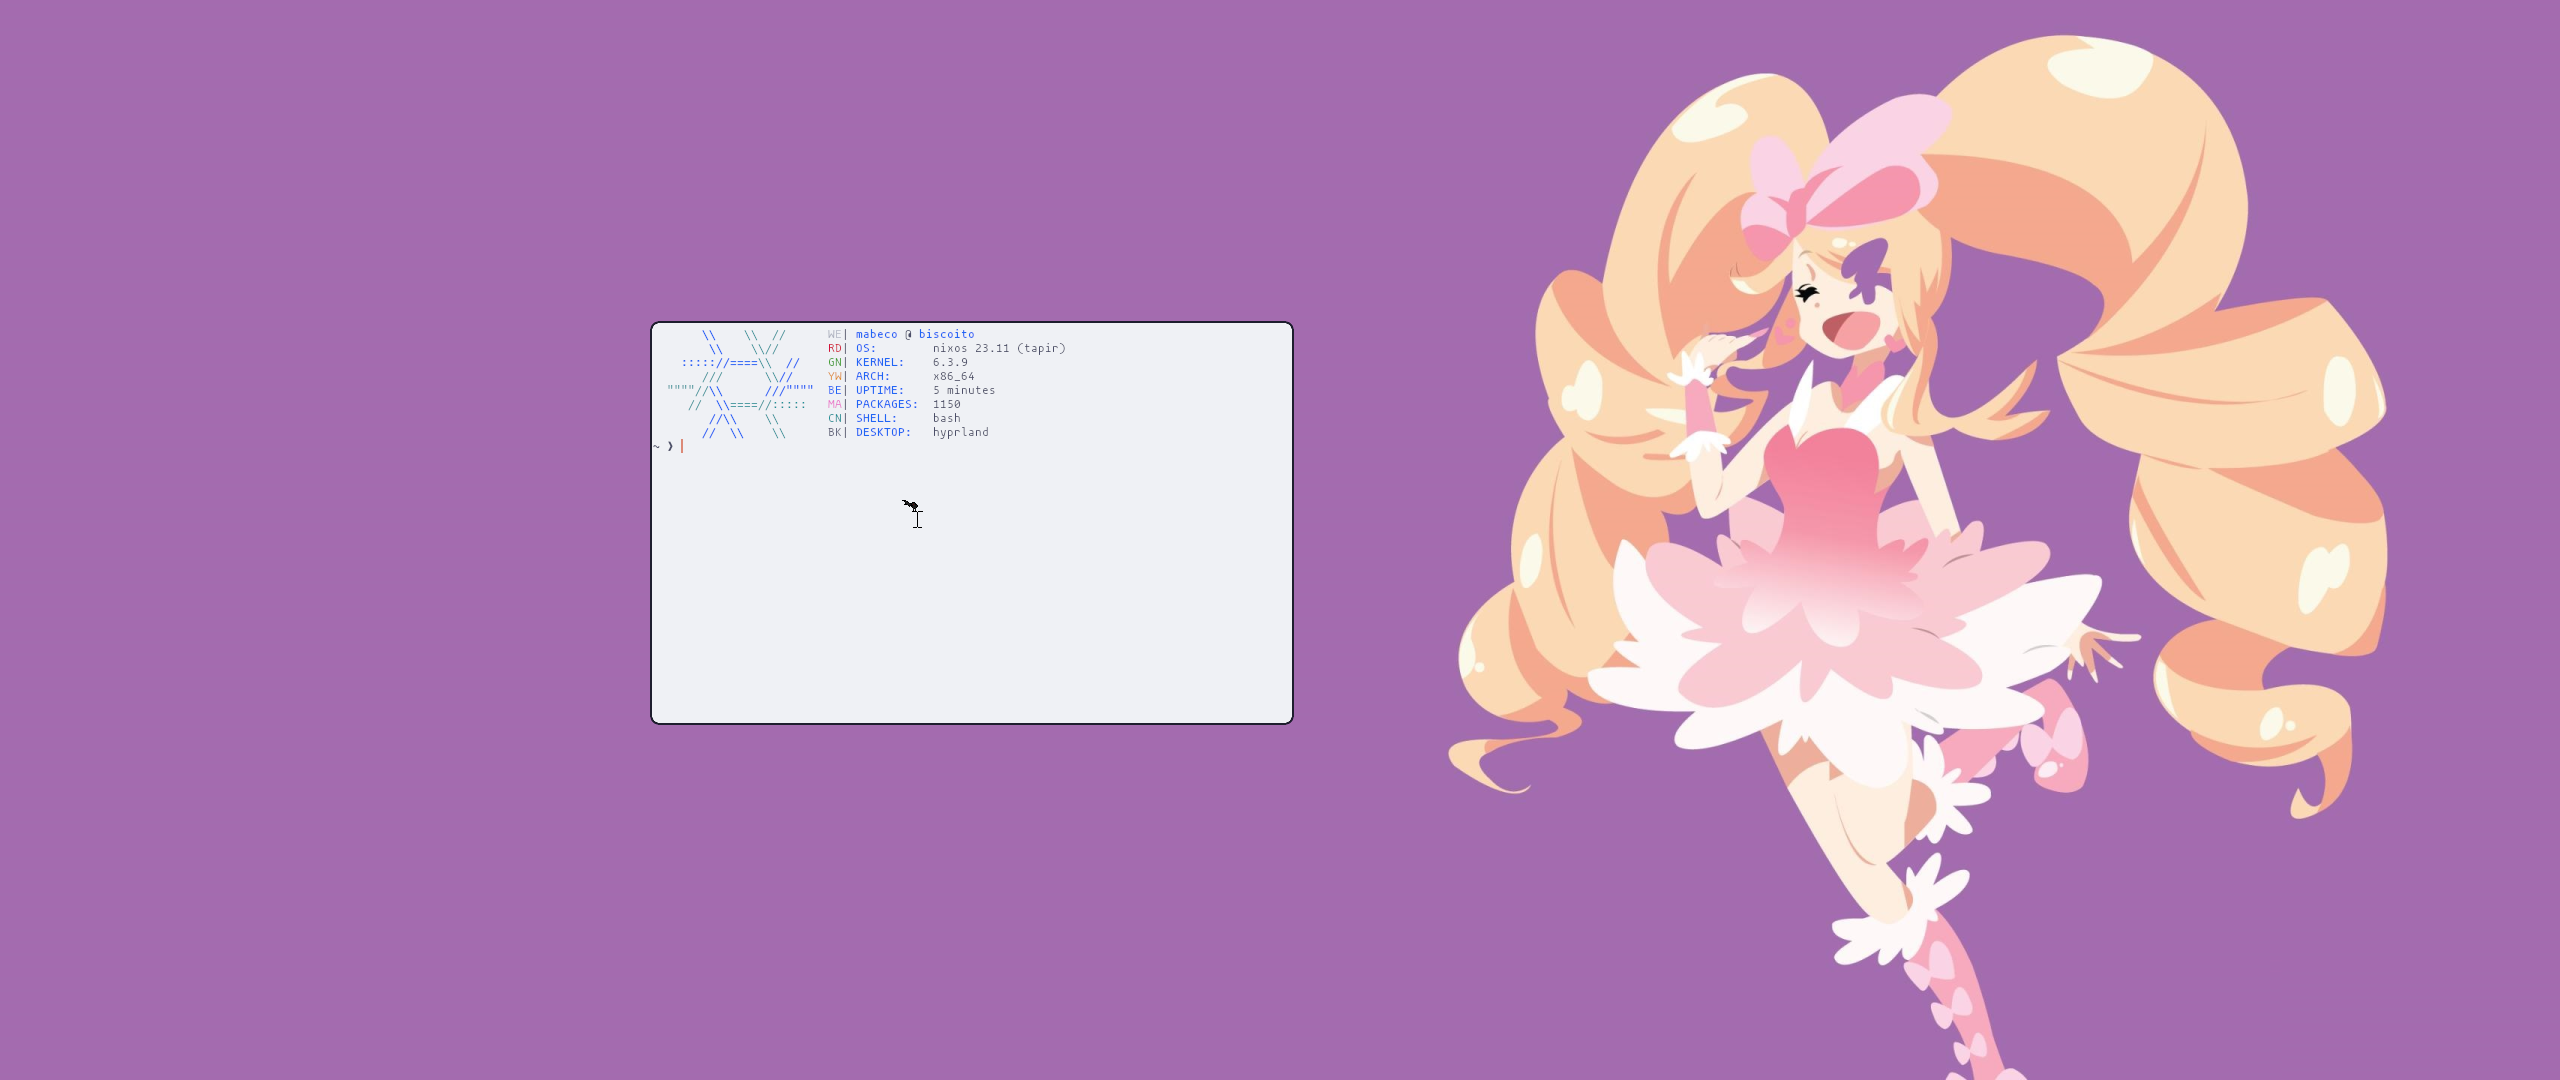 \\    \\  //      WE| mabeco @ biscoito
       \\    \\//       RD| OS:        nixos 23.11 (tapir)
   ::::://====\\  //    GN| KERNEL:    6.3.9
      ///      \\//     YW| ARCH:      x86_64
 """"//\\      ///""""  BE| UPTIME:    5 minutes
    //  \\====//:::::   MA| PACKAGES:  1150
       //\\    \\       CN| SHELL:     bash
      //  \\    \\      BK| DESKTOP:   hyprland
~ ❯